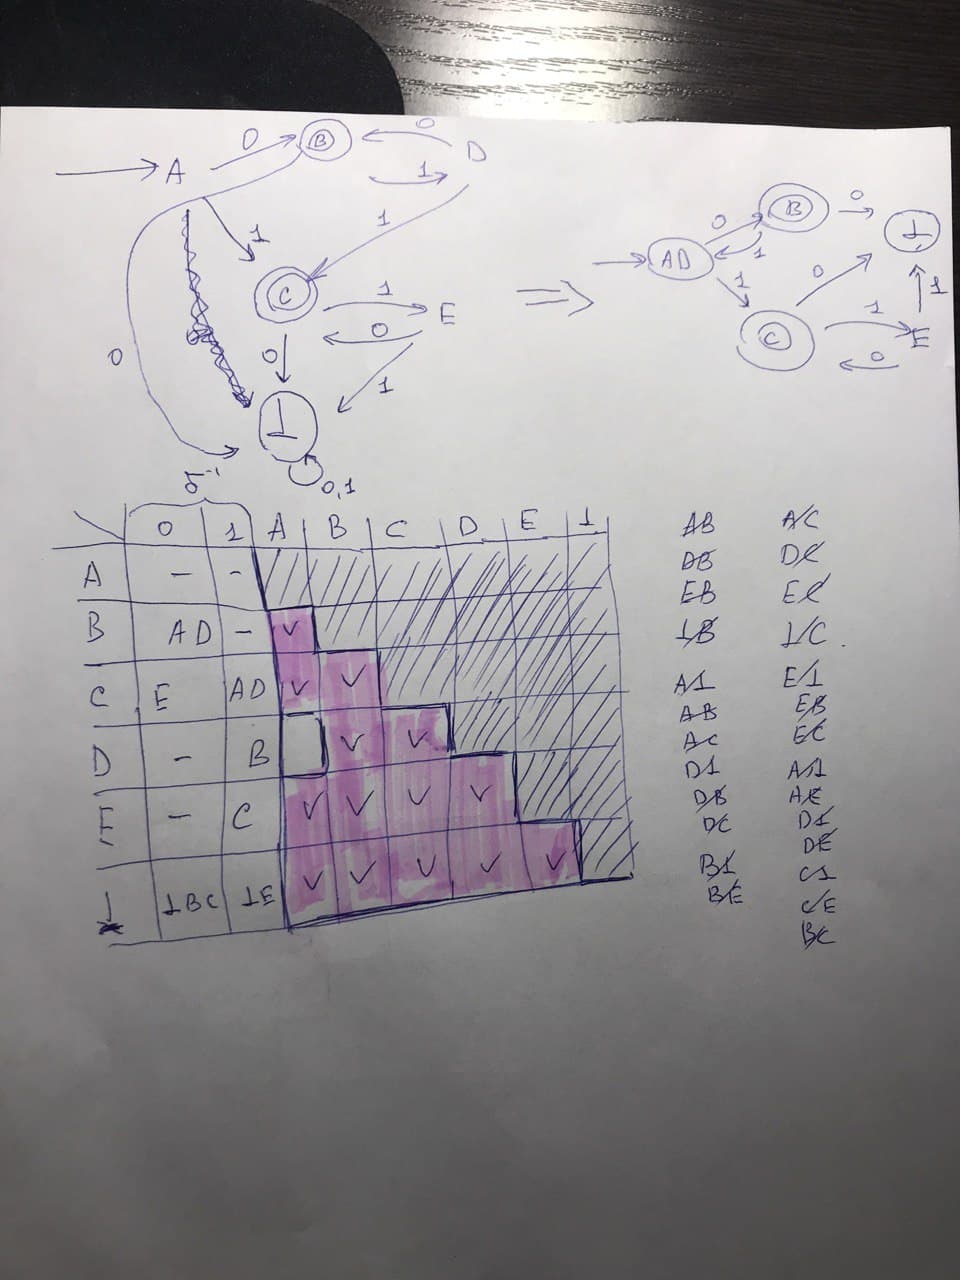 A 0 B 0 D
1
1 1
C 1 E
0
0 0
1
⊥
0,1
AD 0 B 0 ⊥
1
1 0 1
C 1 E
0
δ⁻¹
0 1 A B C D E ⊥
A - -
B AD - v
C E AD v v
D - B v v
E - C v v v v
⊥ ⊥BC ⊥E v v v v v
AB AC
DB DC
EB EC
⊥B ⊥C
A⊥ E⊥
AB EB
AC EC
D⊥ A⊥
DB AE
DC D⊥
DE
B⊥ C⊥
BE CE
BC